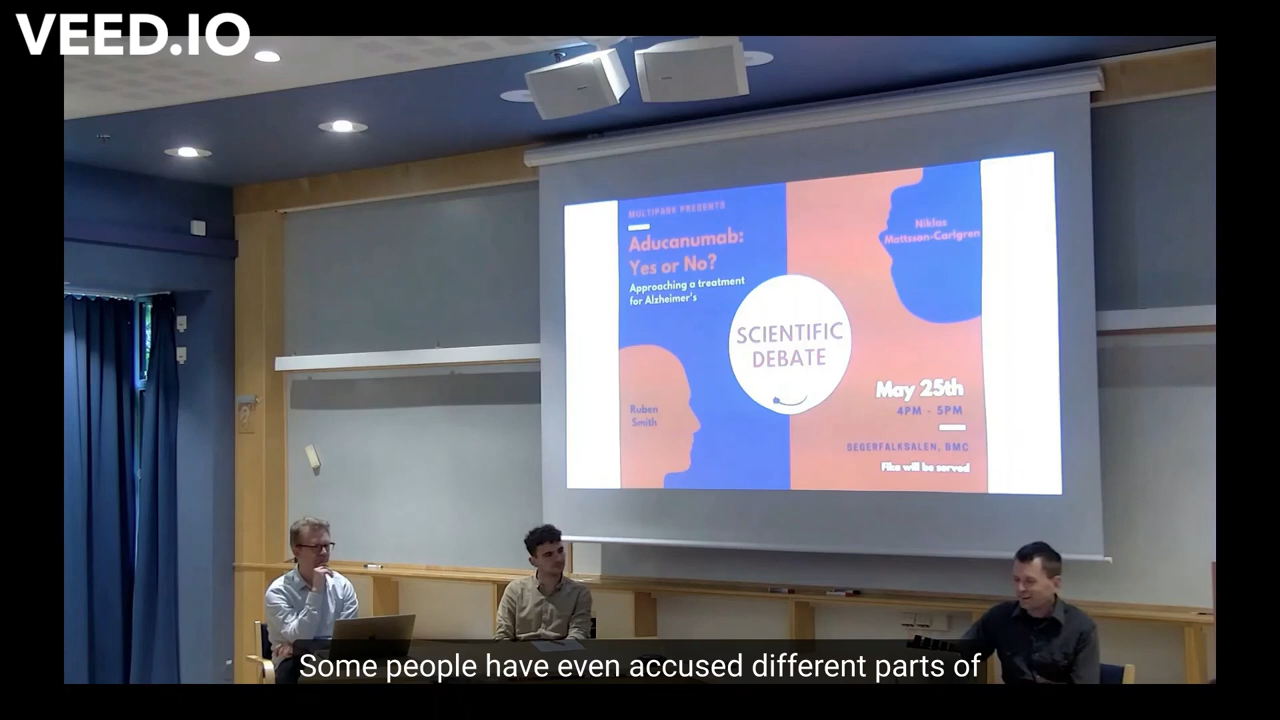 VEED.IO
MULTIPARK PRESENTS
Aducanumab:
Yes or No?
Approaching a treatment
for Alzheimer's
Niklas
Mattsson-Carlgren
SCIENTIFIC
DEBATE
Ruben
Smith
May 25th
4PM - 5PM
SEGERFALKSALEN, BMC
Fika will be served
Some people have even accused different parts of